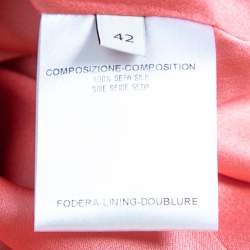 42
COMPOSIZIONE-COMPOSITION
100% SETA SILK
SOIE SEIDE SEDA
FODERA-LINING-DOUBLURE